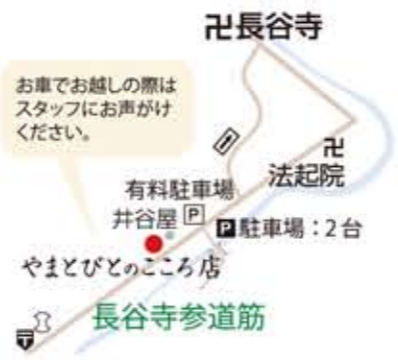 卍長谷寺
お車でお越しの際は
スタッフにお声がけ
ください。
卍
法起院
有料駐車場
井谷屋 P
P 駐車場：2台
やまとびとのこころ店
長谷寺参道筋